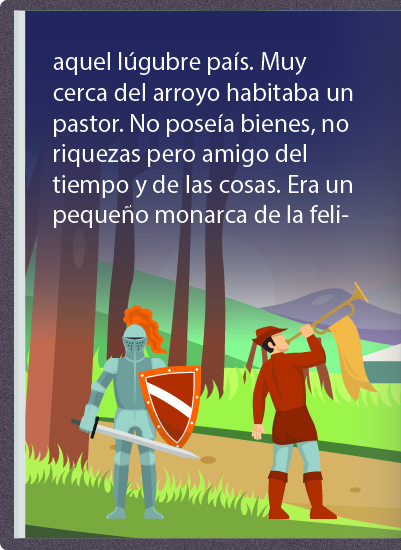 aquel lúgubre país. Muy
cerca del arroyo habitaba un
pastor. No poseía bienes, no
riquezas pero amigo del
tiempo y de las cosas. Era un
pequeño monarca de la feli-